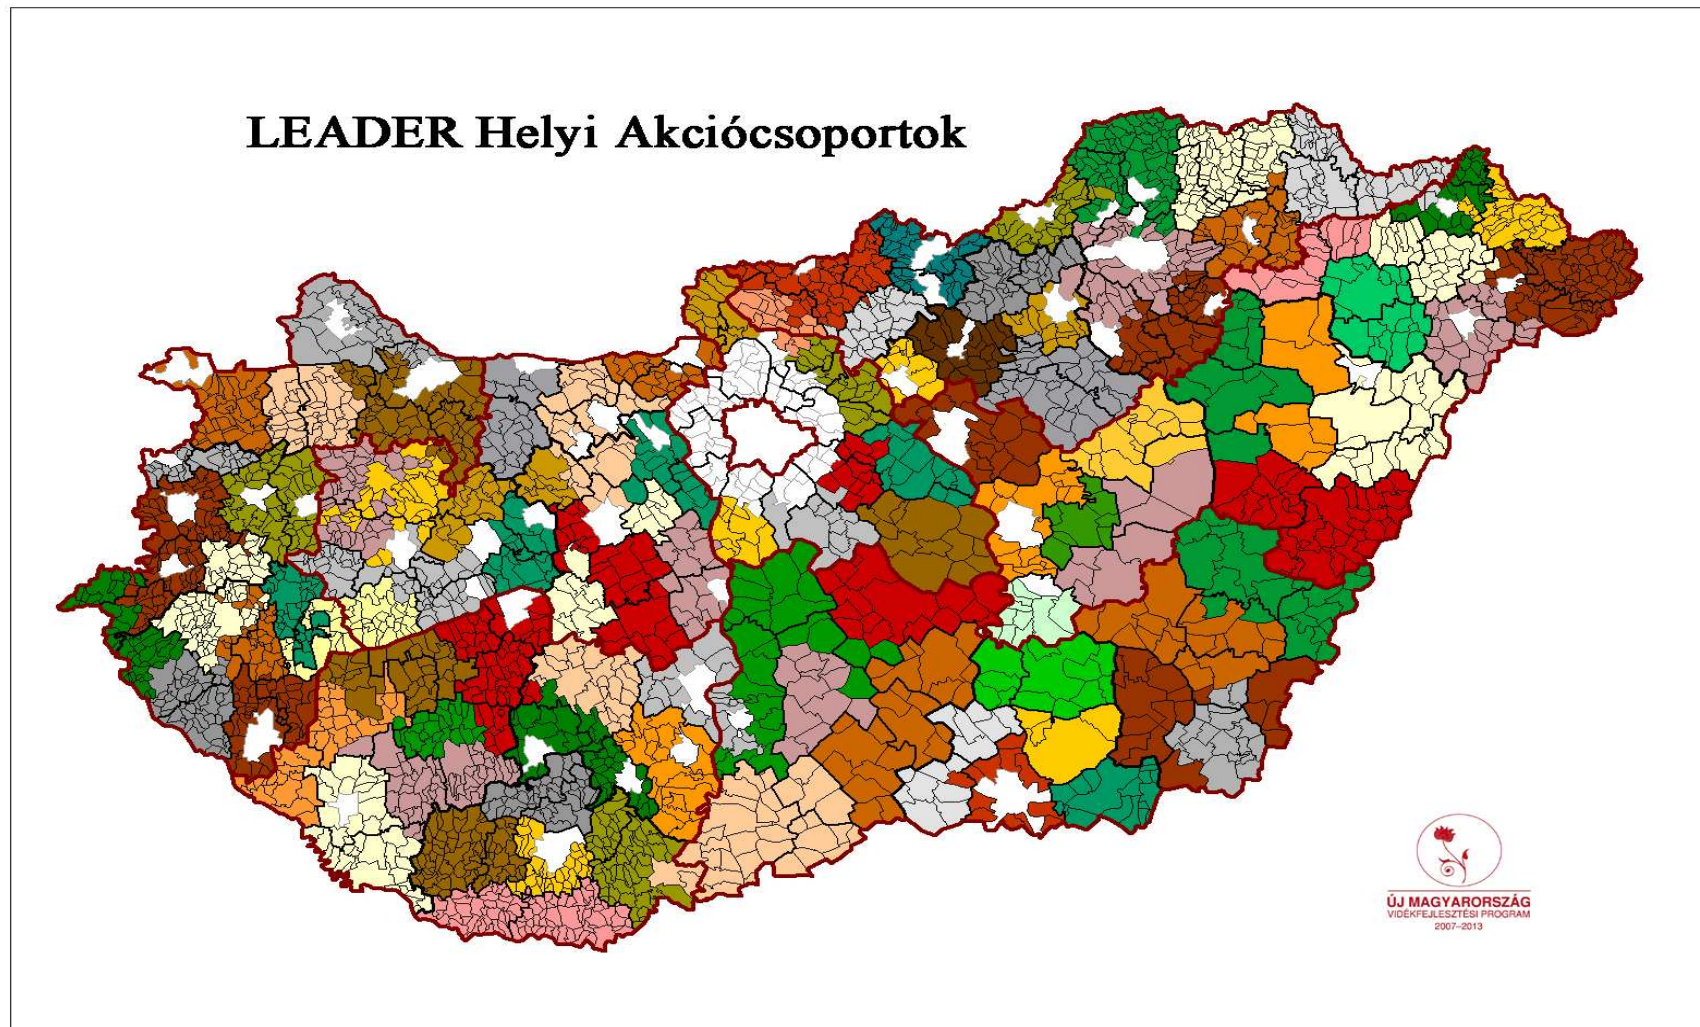 LEADER Helyi Akciócsoportok
ÚJ MAGYARORSZÁG
VIDÉKFEJLESZTÉSI PROGRAM
2007–2013